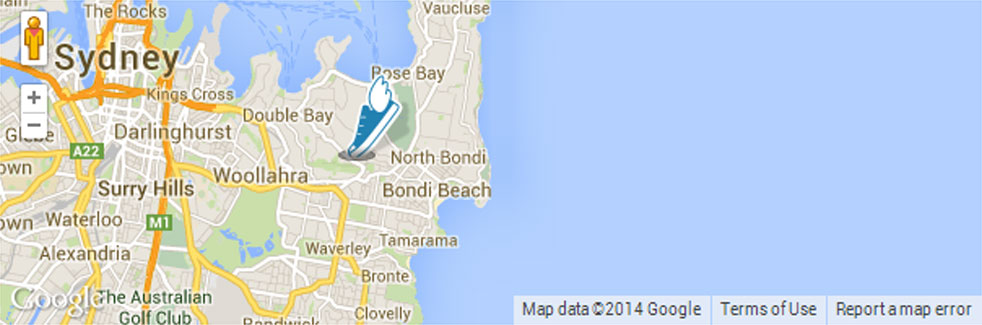 The Rocks
Vaucluse
Sydney
Rose Bay
Kings Cross
Double Bay
Glebe
Darlinghurst
A22
North Bondi
own
Woollahra
Surry Hills
Bondi Beach
own
Waterloo
M1
Tamarama
Alexandria
Waverley
Bronte
Google
The Australian
Golf Club
Clovelly
Randwick
Map data ©2014 Google
Terms of Use
Report a map error